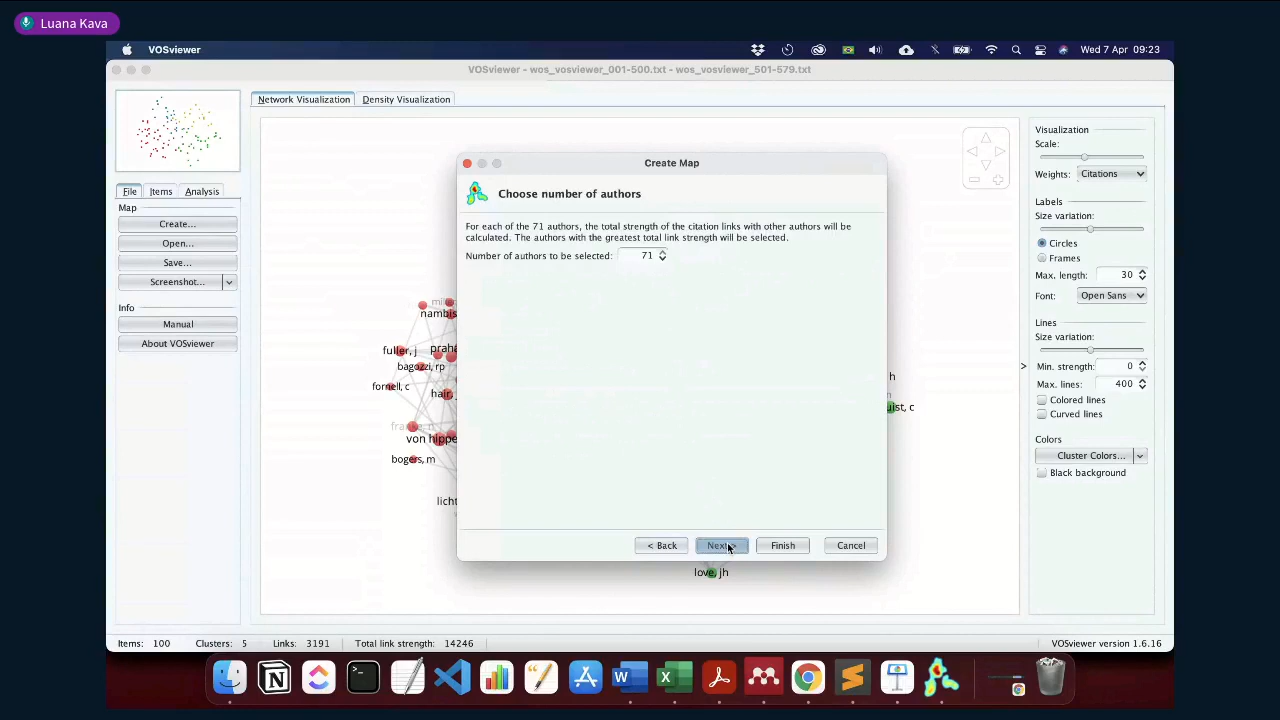 Luana Kava
VOSviewer
Wed 7 Apr 09:23
VOSviewer - wos_vosviewer_001-500.txt - wos_vosviewer_501-579.txt
Network Visualization
Density Visualization
File
Items
Analysis
Map
Create...
Open...
Save...
Screenshot...
Info
Manual
About VOSviewer
Create Map
Choose number of authors
For each of the 71 authors, the total strength of the citation links with other authors will be
calculated. The authors with the greatest total link strength will be selected.
Number of authors to be selected: 71
< Back
Next >
Finish
Cancel
nambis
fuller, j
prah
bagozzi, rp
fornell, c
hair,
von hippe
bogers, m
licht
h
uist, c
love, jh
Visualization
Scale:
Weights: Citations
Labels
Size variation:
Circles
Frames
Max. length: 30
Font: Open Sans
Lines
Size variation:
>
Min. strength: 0
Max. lines: 400
Colored lines
Curved lines
Colors
Cluster Colors...
Black background
Items: 100 Clusters: 5 Links: 3191 Total link strength: 14246
VOSviewer version 1.6.16